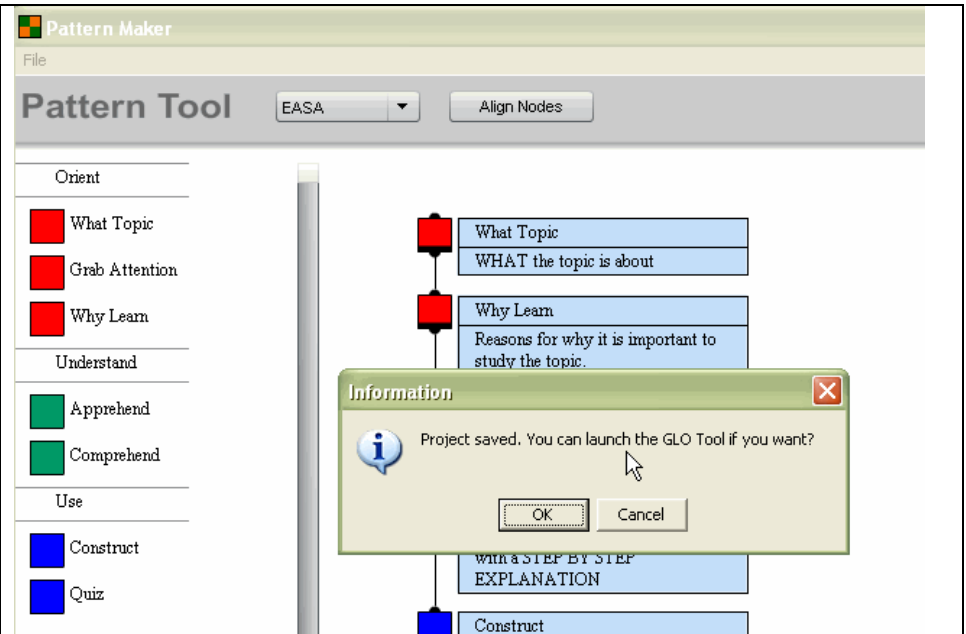 Pattern Maker
File
Pattern Tool
EASA
Align Nodes
Orient
What Topic
Grab Attention
Why Learn
Understand
Apprehend
Comprehend
Use
Construct
Quiz
What Topic
WHAT the topic is about
Why Learn
Reasons for why it is important to
study the topic.
Information
Project saved. You can launch the GLO Tool if you want?
OK
Cancel
with a STEP BY STEP
EXPLANATION
Construct